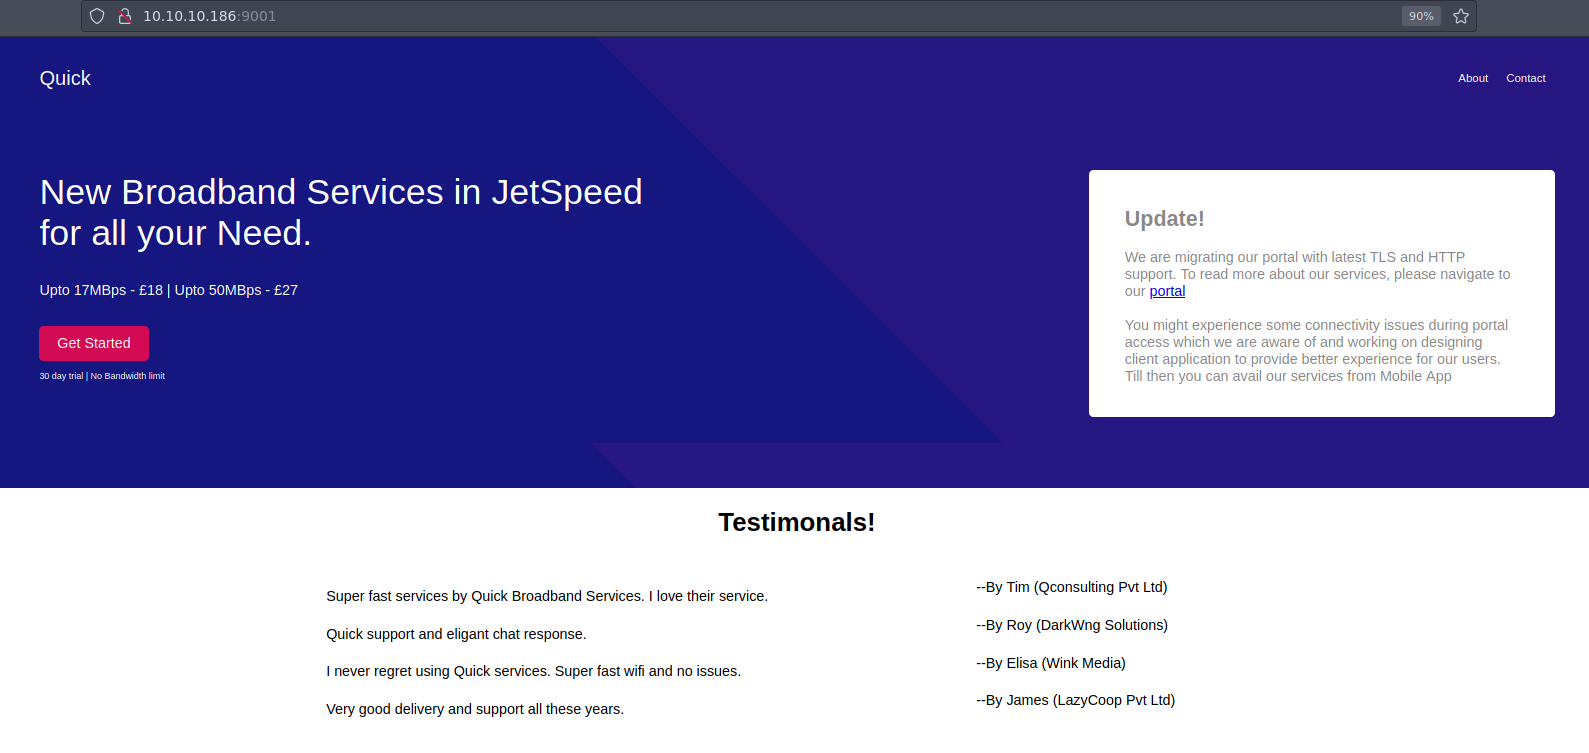 10.10.10.186:9001
90%
Quick
About Contact
New Broadband Services in JetSpeed
for all your Need.
Upto 17MBps - £18 | Upto 50MBps - £27
Get Started
30 day trial | No Bandwidth limit
Update!
We are migrating our portal with latest TLS and HTTP
support. To read more about our services, please navigate to
our portal
You might experience some connectivity issues during portal
access which we are aware of and working on designing
client application to provide better experience for our users.
Till then you can avail our services from Mobile App
Testimonals!
Super fast services by Quick Broadband Services. I love their service.
--By Tim (Qconsulting Pvt Ltd)
Quick support and eligant chat response.
--By Roy (DarkWng Solutions)
I never regret using Quick services. Super fast wifi and no issues.
--By Elisa (Wink Media)
Very good delivery and support all these years.
--By James (LazyCoop Pvt Ltd)